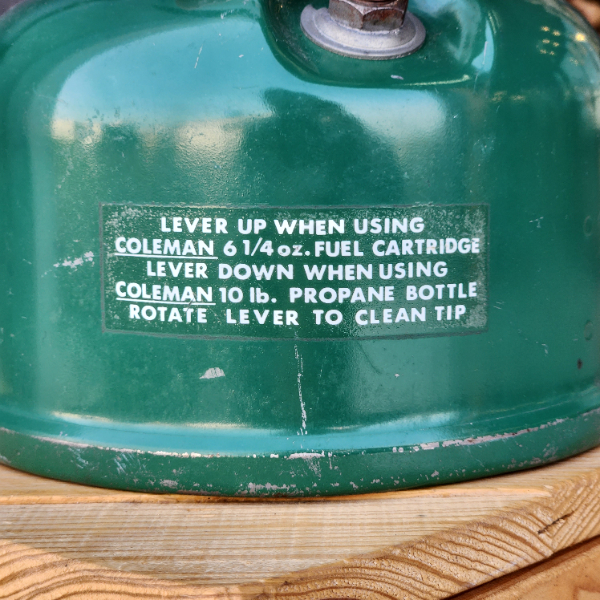 LEVER UP WHEN USING
COLEMAN 6 1/4 oz. FUEL CARTRIDGE
LEVER DOWN WHEN USING
COLEMAN 10 lb. PROPANE BOTTLE
ROTATE LEVER TO CLEAN TIP